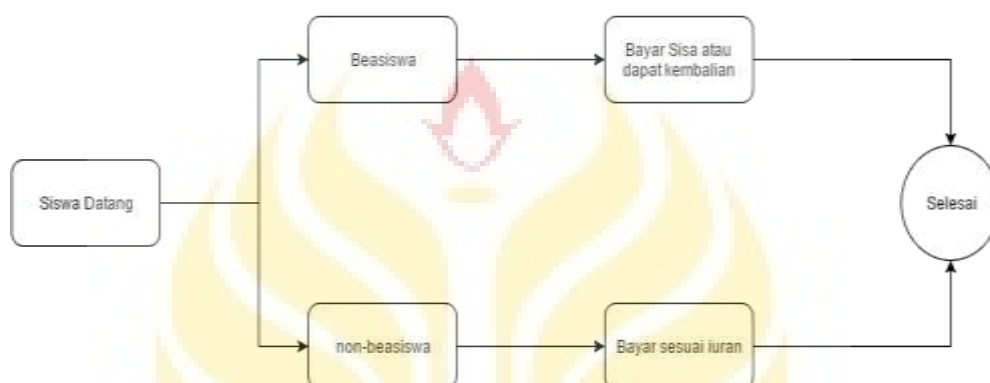 Beasiswa
Bayar Sisa atau
dapat kembalian
Siswa Datang
Selesai
non-beasiswa
Bayar sesuai iuran